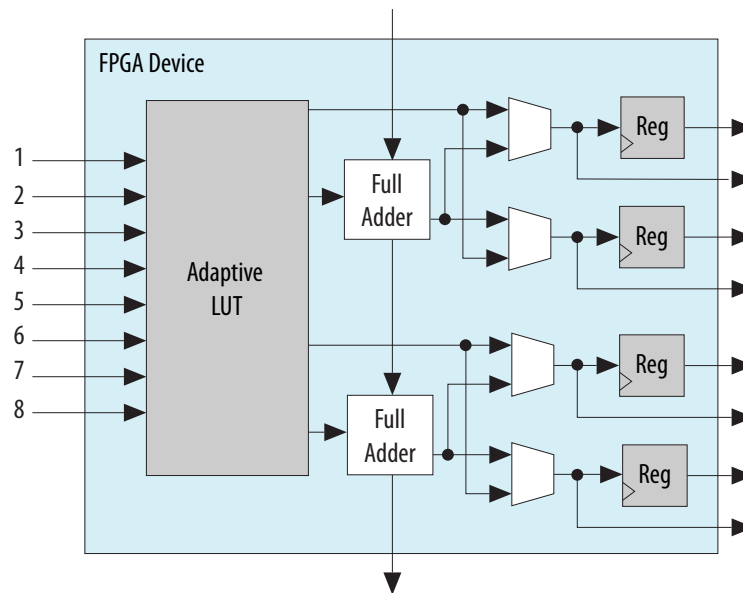 FPGA Device
1
2
3
4
5
6
7
8
Adaptive
LUT
Full
Adder
Full
Adder
Reg
Reg
Reg
Reg